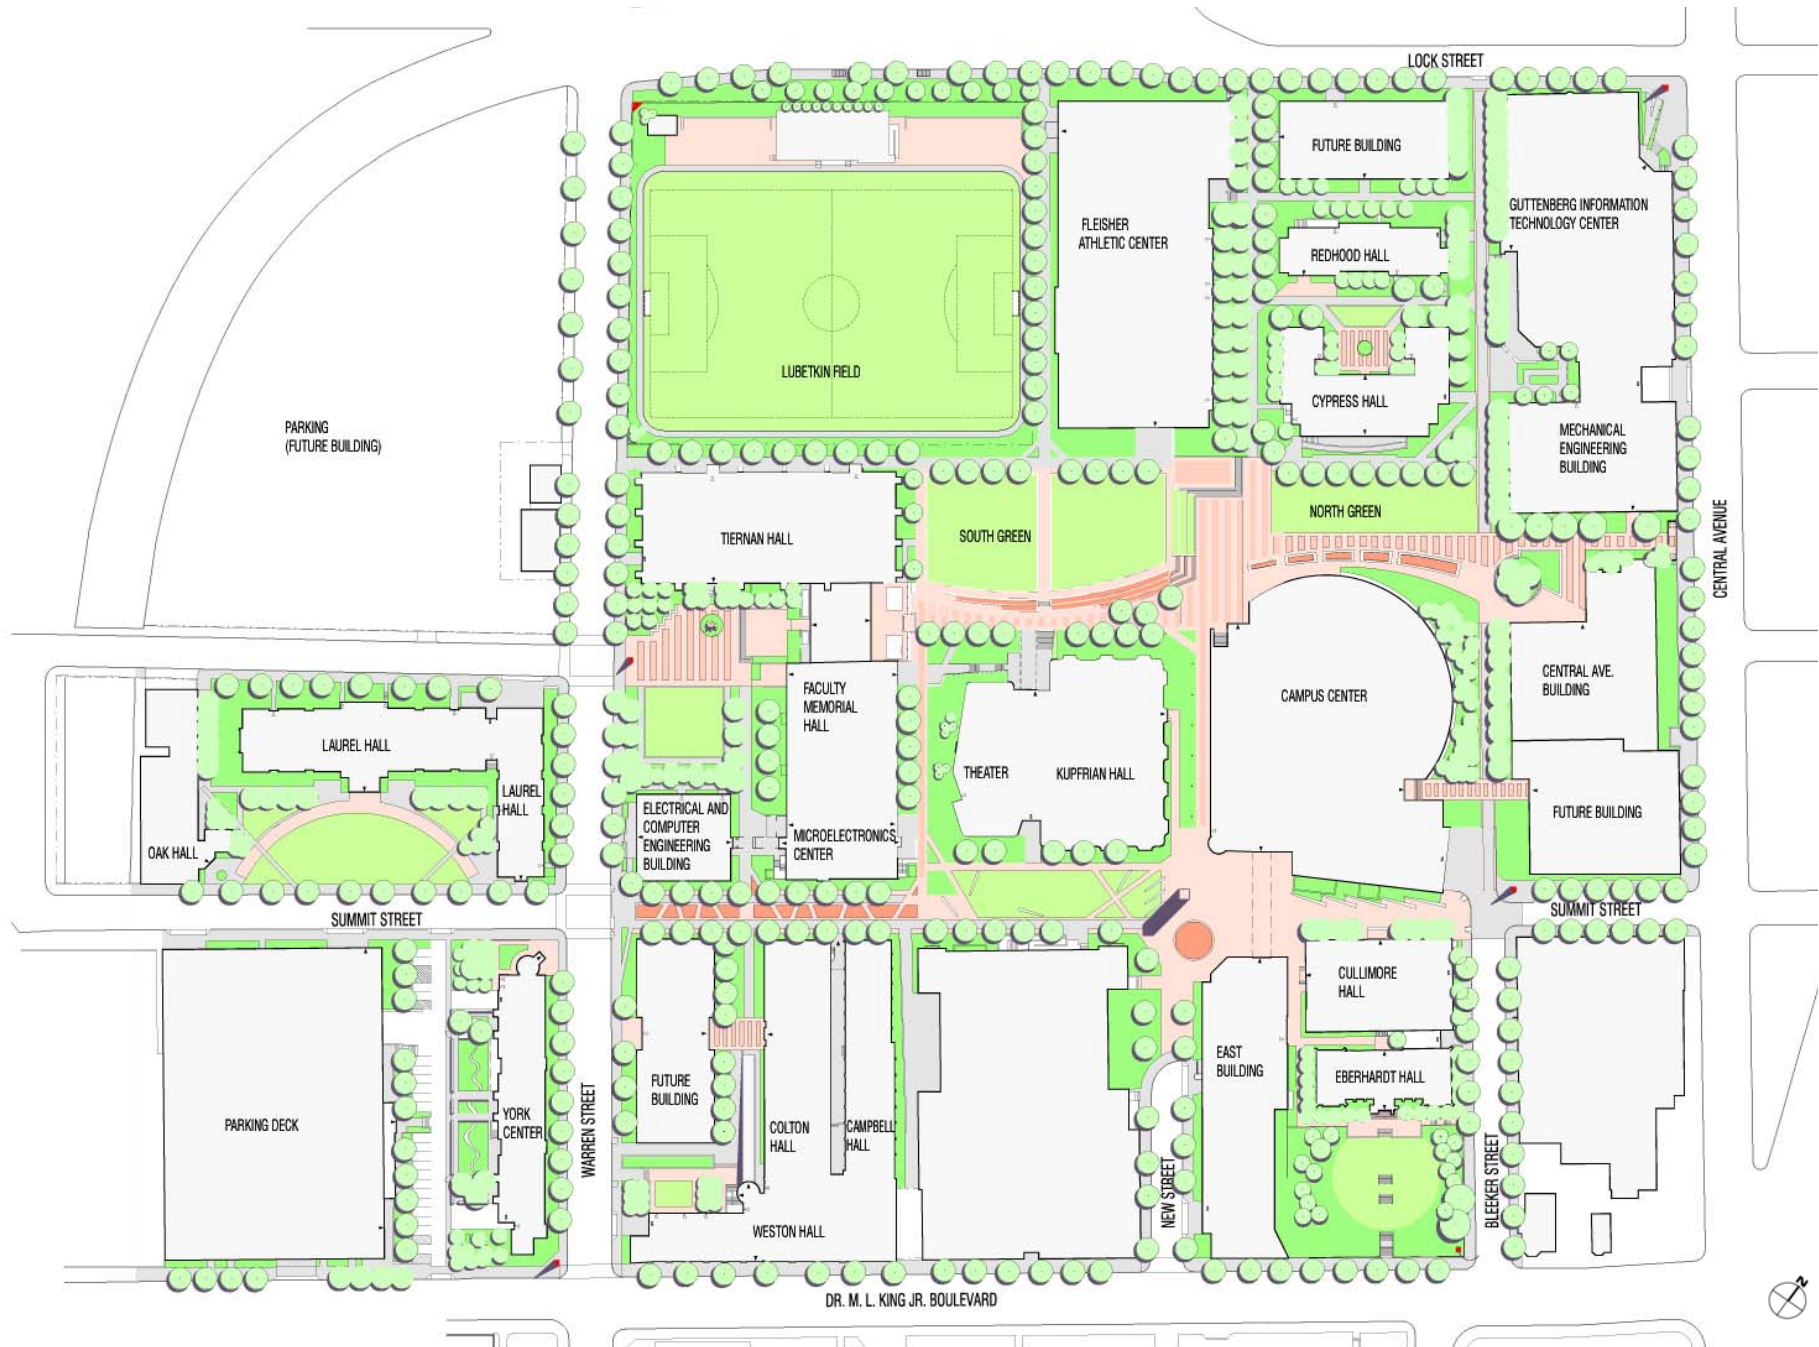 LOCK STREET
FUTURE BUILDING
GUTTENBERG INFORMATION
TECHNOLOGY CENTER
FLEISHER
ATHLETIC CENTER
REDHOOD HALL
LUBETKIN FIELD
CYPRESS HALL
PARKING
(FUTURE BUILDING)
MECHANICAL
ENGINEERING
BUILDING
NORTH GREEN
SOUTH GREEN
TIERNAN HALL
CENTRAL AVENUE
CENTRAL AVE.
BUILDING
CAMPUS CENTER
FACULTY
MEMORIAL
HALL
LAUREL HALL
THEATER
KUPFRIAN HALL
LAUREL
HALL
ELECTRICAL AND
COMPUTER
ENGINEERING
BUILDING
MICROELECTRONICS
CENTER
FUTURE BUILDING
OAK HALL
SUMMIT STREET
SUMMIT STREET
CULLIMORE
HALL
EAST
BUILDING
EBERHARDT HALL
FUTURE
BUILDING
PARKING DECK
YORK
CENTER
WARREN STREET
COLTON
HALL
CAMPBELL
HALL
NEW STREET
BLEEKER STREET
WESTON HALL
DR. M. L. KING JR. BOULEVARD
N